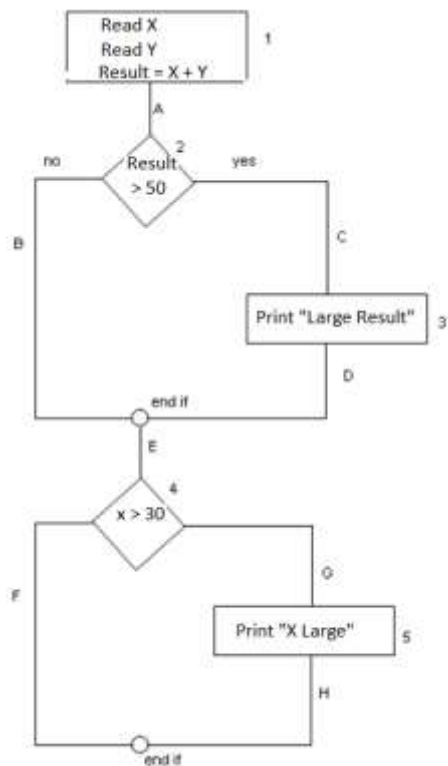 Read X
1
Read Y
Result = X + Y
A
2
no
Result
yes
> 50
B
C
Print "Large Result"
3
D
end if
E
4
x > 30
F
G
Print "X Large"
5
H
end if